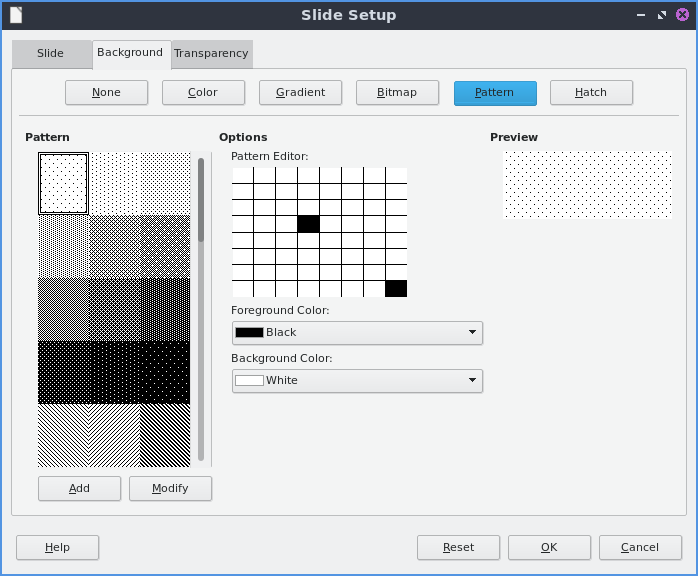 Slide Setup
Slide
Background
Transparency
None
Color
Gradient
Bitmap
Pattern
Hatch
Pattern
Options
Preview
Pattern Editor:
Foreground Color:
Black
Background Color:
White
Add
Modify
Help
Reset
OK
Cancel